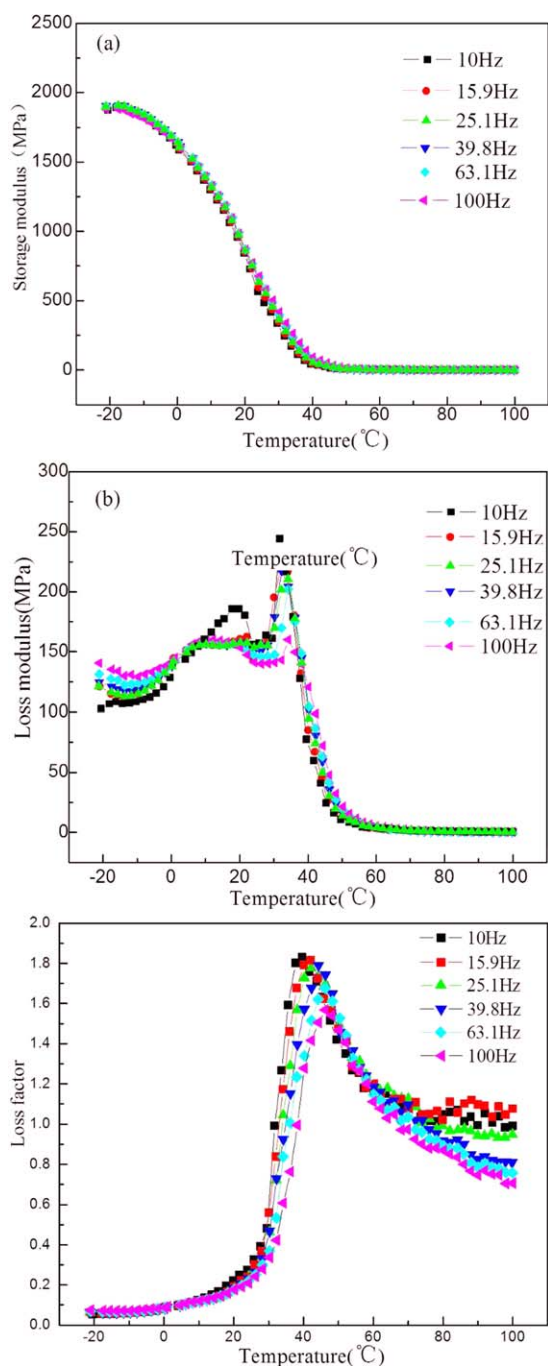 (a)
2500
2000
1500
1000
500
0
Storage modulus (MPa)
10Hz
15.9Hz
25.1Hz
39.8Hz
63.1Hz
100Hz
-20 0 20 40 60 80 100
Temperature(℃)
(b)
300
250
200
150
100
50
0
Loss modulus(MPa)
10Hz
15.9Hz
25.1Hz
39.8Hz
63.1Hz
100Hz
Temperature(℃)
-20 0 20 40 60 80 100
Temperature(℃)
2.0
1.8
1.6
1.4
1.2
1.0
0.8
0.6
0.4
0.2
0.0
Loss factor
10Hz
15.9Hz
25.1Hz
39.8Hz
63.1Hz
100Hz
-20 0 20 40 60 80 100
Temperature(℃)